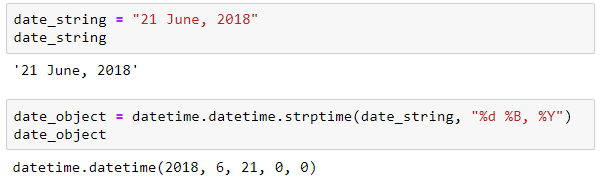 date_string = "21 June, 2018"
date_string
'21 June, 2018'
date_object = datetime.datetime.strptime(date_string, "%d %B, %Y")
date_object
datetime.datetime(2018, 6, 21, 0, 0)